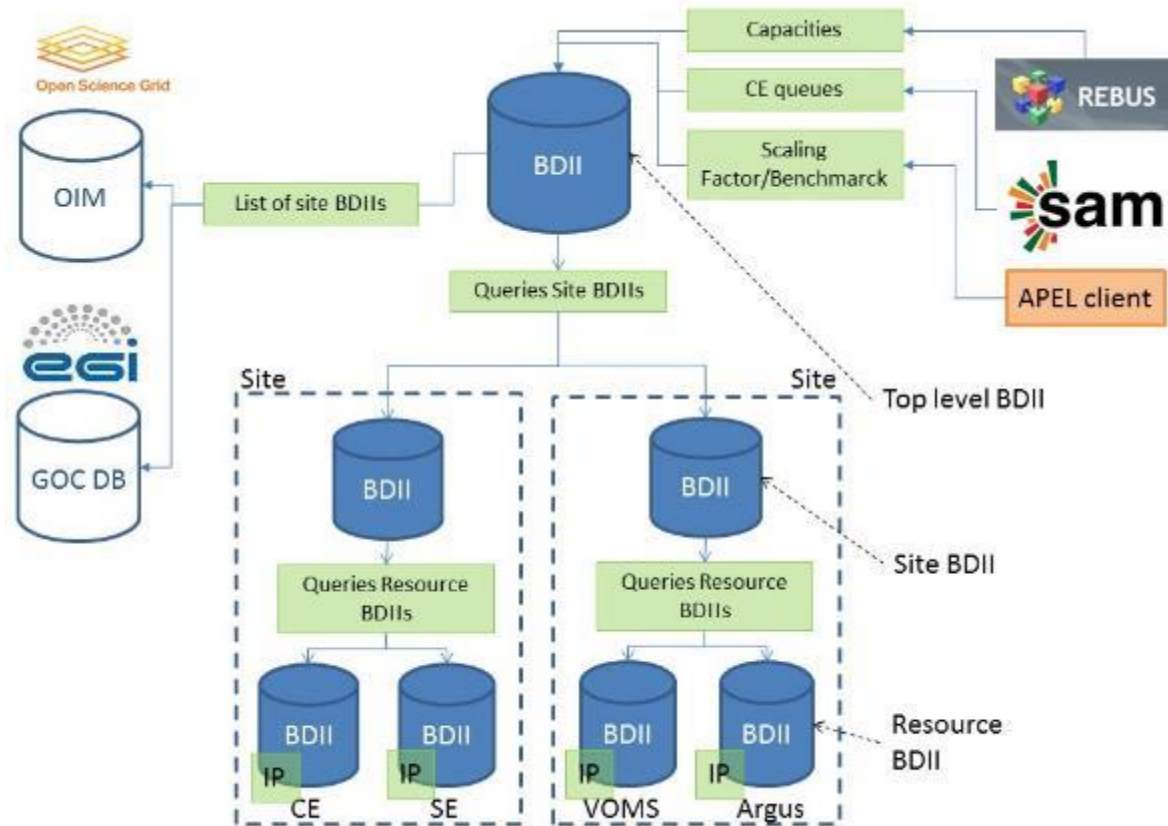 Open Science Grid
OIM
List of site BDIIs
BDII
Capacities
CE queues
Scaling
Factor/Benchmarck
REBUS
sam
APEL client
Queries Site BDIIs
egi
GOC DB
Top level BDII
Site
Site
BDII
BDII
Site BDII
Queries Resource
BDIIs
Queries Resource
BDIIs
BDII
BDII
BDII
BDII
Resource
BDII
IP
IP
IP
IP
CE
SE
VOMS
Argus